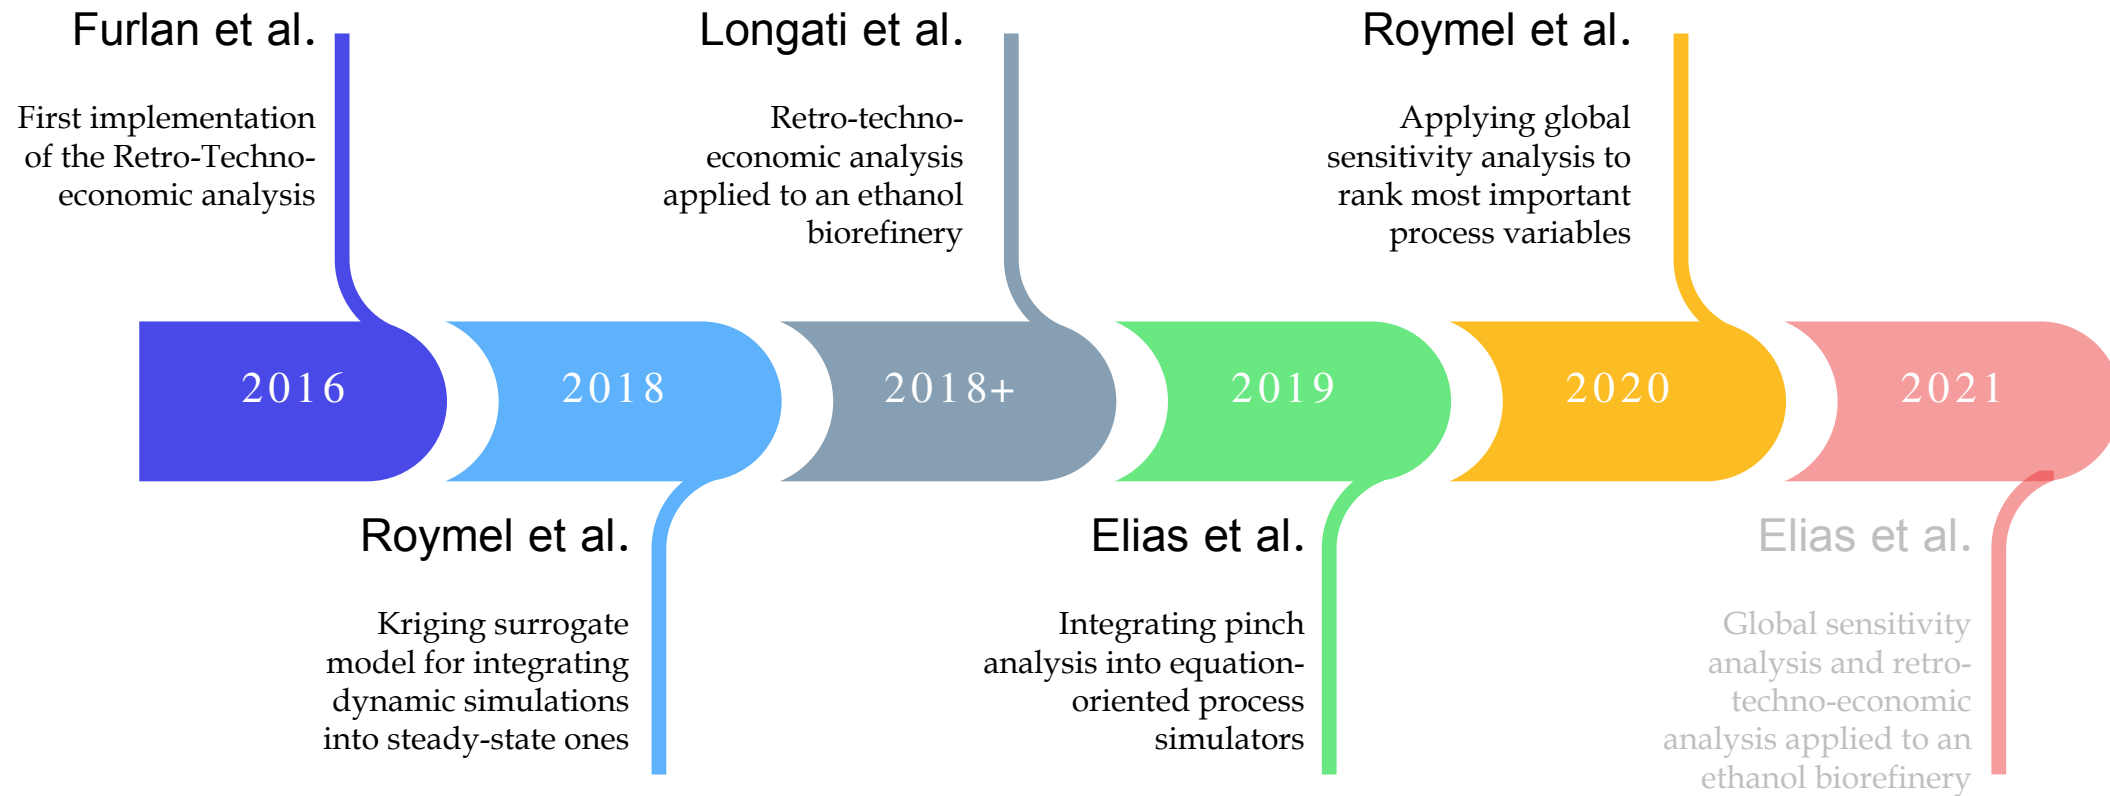 Furlan et al.
First implementation
of the Retro-Techno-
economic analysis
Longati et al.
Retro-techno-
economic analysis
applied to an ethanol
biorefinery
Roymel et al.
Applying global
sensitivity analysis to
rank most important
process variables
2016
2018
2018+
2019
2020
2021
Roymel et al.
Kriging surrogate
model for integrating
dynamic simulations
into steady-state ones
Elias et al.
Integrating pinch
analysis into equation-
oriented process
simulators
Elias et al.
Global sensitivity
analysis and retro-
techno-economic
analysis applied to an
ethanol biorefinery